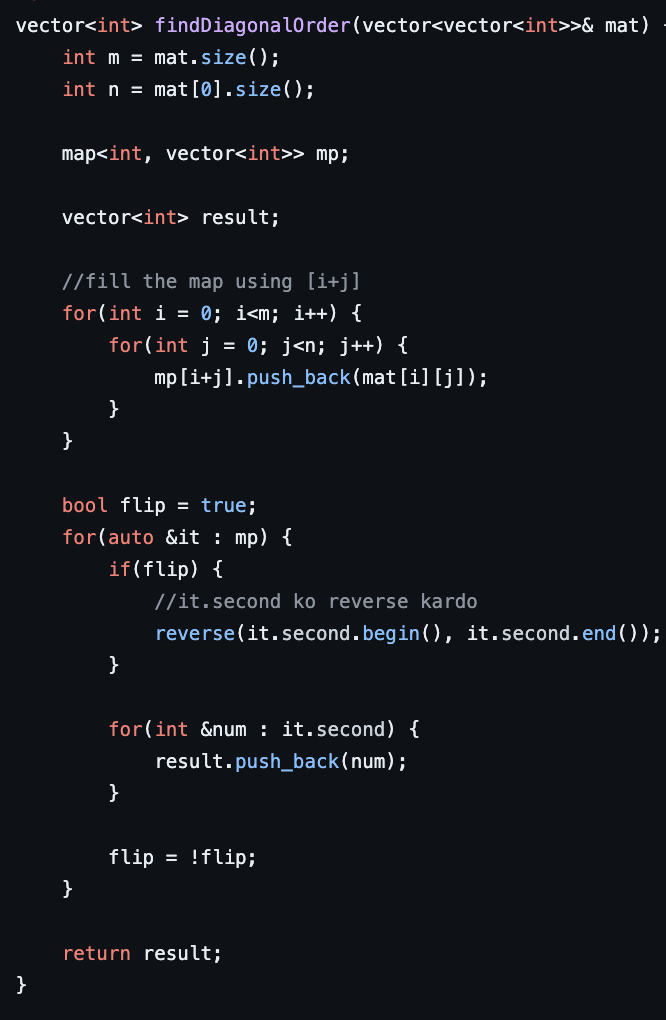 vector<int> findDiagonalOrder(vector<vector<int>>& mat) {
    int m = mat.size();
    int n = mat[0].size();

    map<int, vector<int>> mp;

    vector<int> result;

    //fill the map using [i+j]
    for(int i = 0; i<m; i++) {
        for(int j = 0; j<n; j++) {
            mp[i+j].push_back(mat[i][j]);
        }
    }

    bool flip = true;
    for(auto &it : mp) {
        if(flip) {
            //it.second ko reverse kardo
            reverse(it.second.begin(), it.second.end());
        }

        for(int &num : it.second) {
            result.push_back(num);
        }

        flip = !flip;
    }

    return result;
}